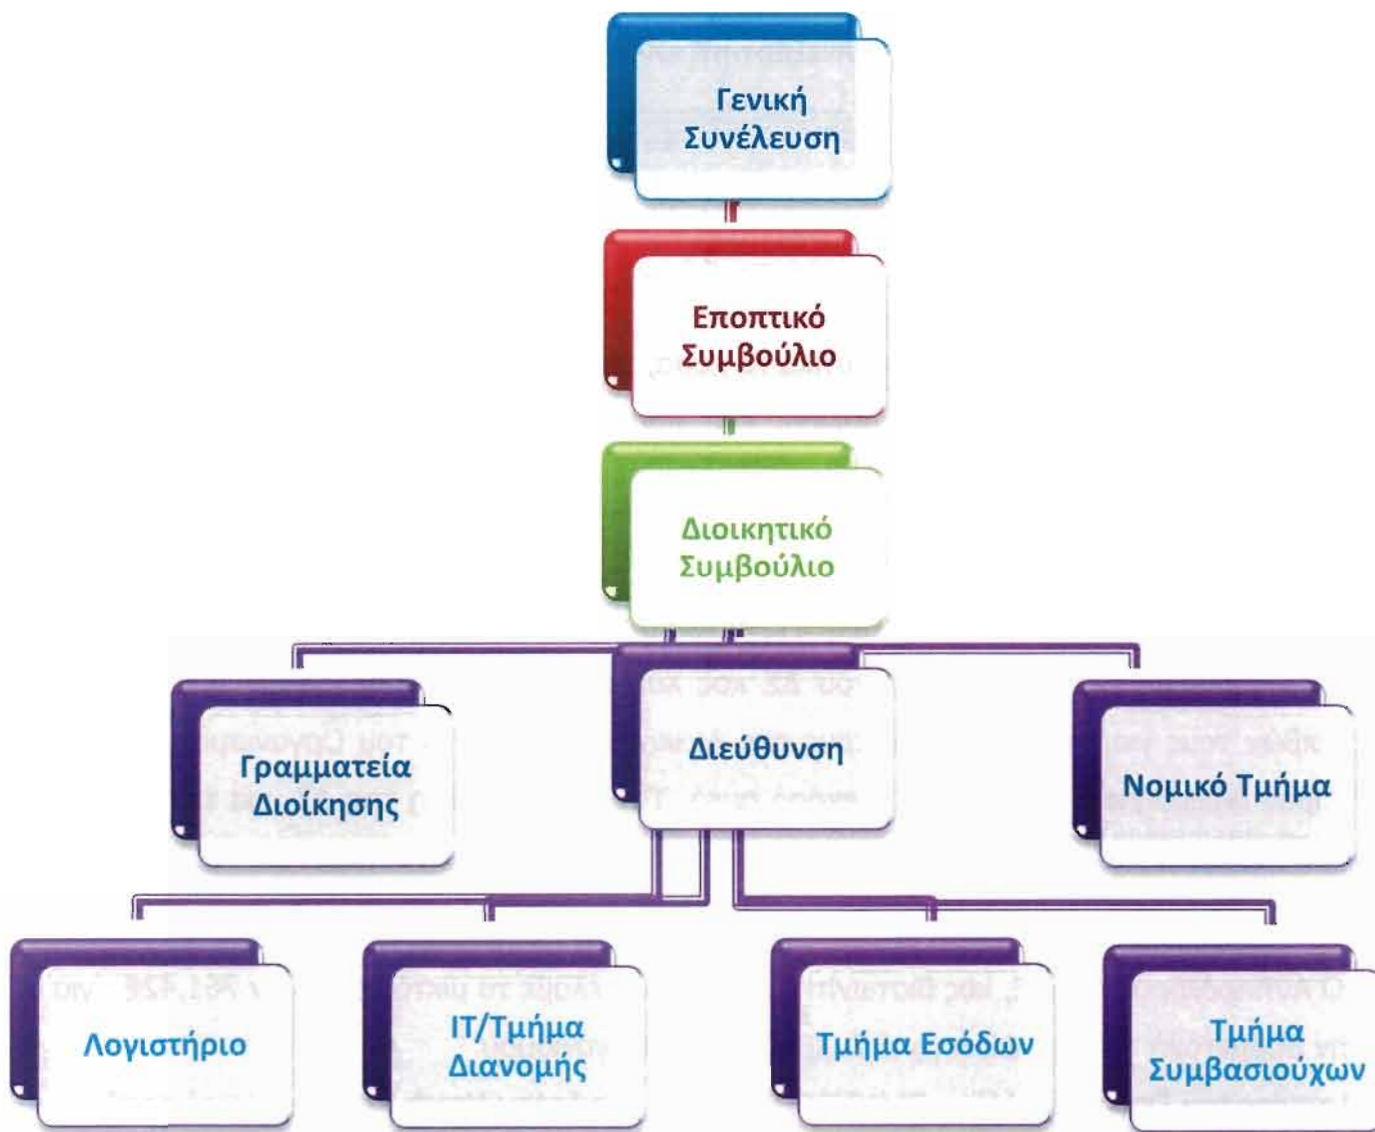 Γενική
Συνέλευση
Εποπτικό
Συμβούλιο
Διοικητικό
Συμβούλιο
Γραμματεία
Διοίκησης
Διεύθυνση
Νομικό Τμήμα
Λογιστήριο
IT/Τμήμα
Διανομής
Τμήμα Εσόδων
Τμήμα
Συμβασιούχων